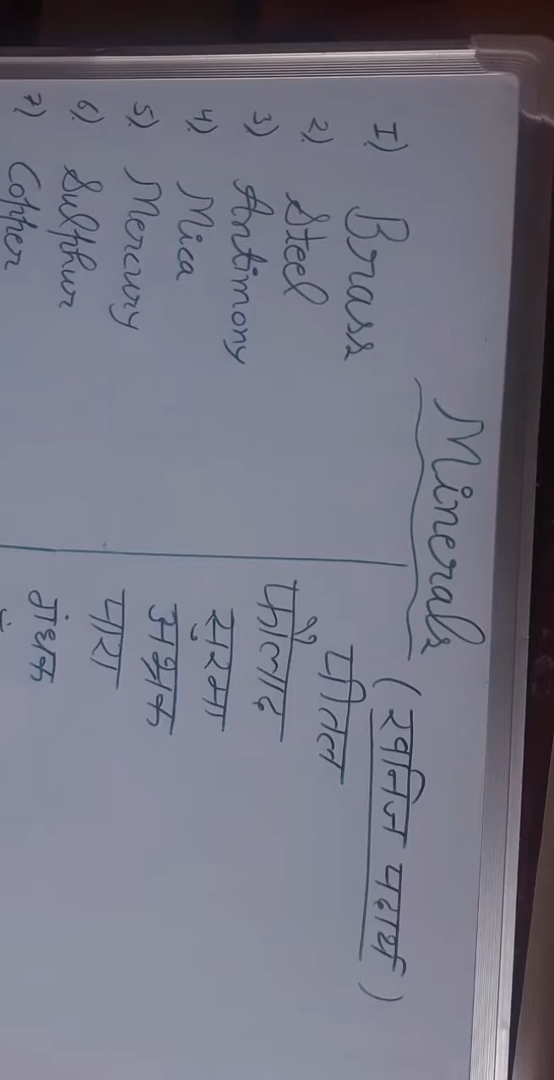 Minerals (खनिज पदार्थ)
1) Brass पीतल
2) Steel फौलाद
3) Antimony सुरमा
4) Mica अभ्रक
5) Mercury पारा
6) Sulphur गंधक
7) Copper